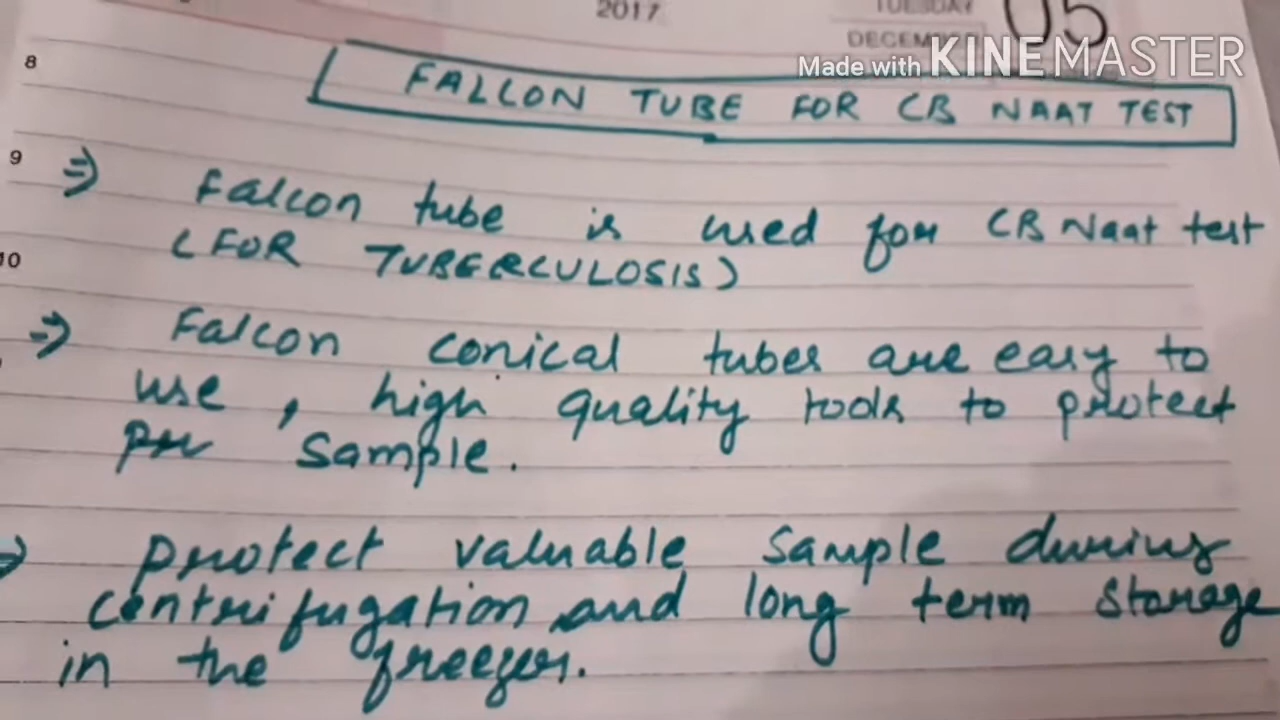 2017
TUESDAY
DECEMBER 05
Made with KINEMASTER
8
FALCON TUBE FOR CB NAAT TEST
9
⇒ Falcon tube is used for CB Naat test
(FOR TUBERCULOSIS)
10
⇒ Falcon conical tubes are easy to
use, high quality tools to protect
sample.
⇒ protect valuable sample during
centrifugation and long term storage
in the freezer.